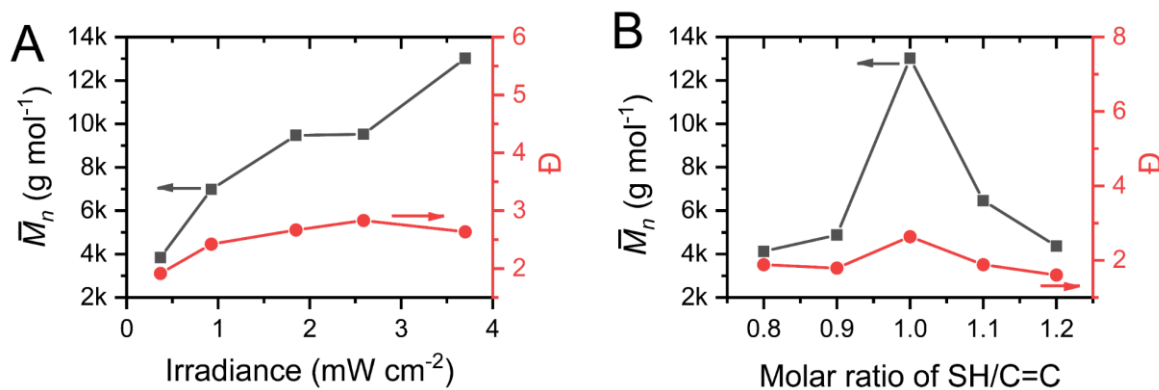 A
14k
12k
10k
8k
6k
4k
2k
M̅n (g mol⁻¹)
6
5
4
3
2
Đ
0 1 2 3 4
Irradiance (mW cm⁻²)
B
14k
12k
10k
8k
6k
4k
2k
M̅n (g mol⁻¹)
8
6
4
2
Đ
0.8 0.9 1.0 1.1 1.2
Molar ratio of SH/C=C